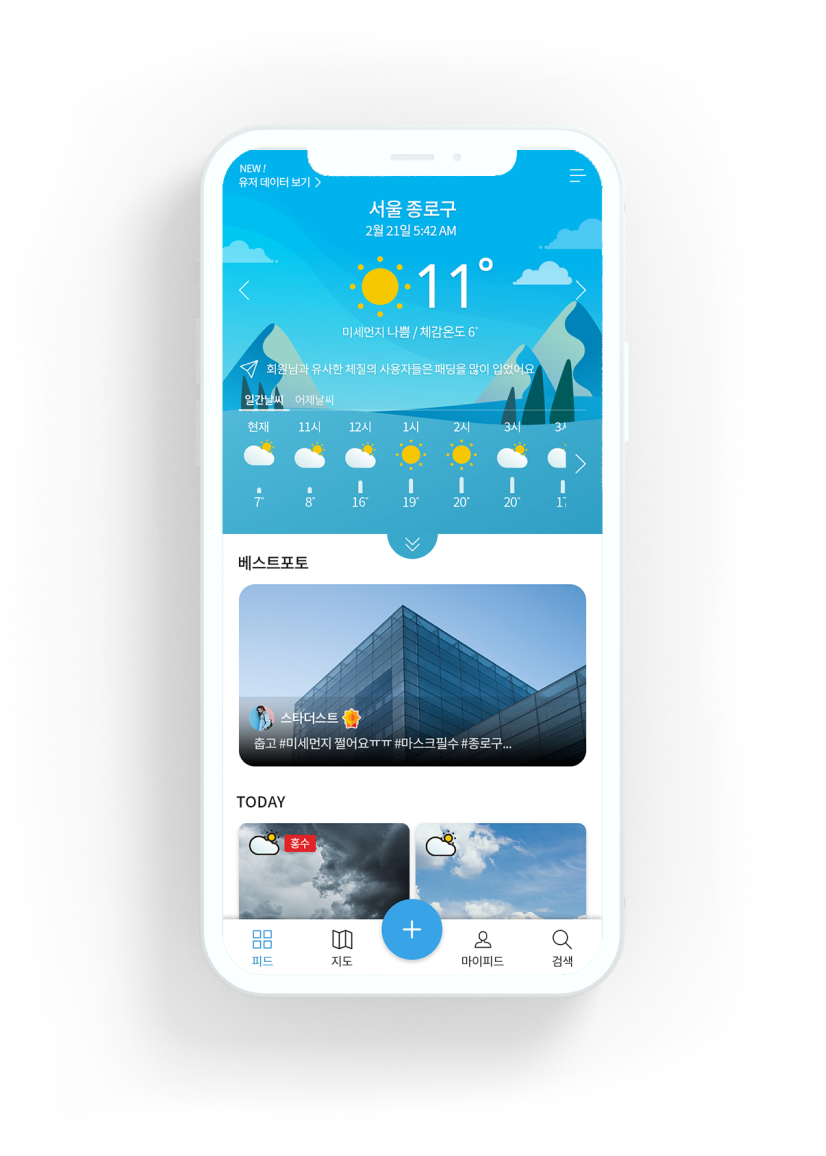 NEW !
유저 데이터 보기
서울 종로구
2월 21일 5:42 AM
11°
미세먼지 나쁨 / 체감온도 6°
회원님과 유사한 체질의 사용자들은 패딩을 많이 입었어요
일간날씨 어제날씨
현재 11시 12시 1시 2시 3시
7° 8° 16° 19° 20° 20°
베스트포토
스타더스트
춥고 #미세먼지 쩔어요ㅠㅠ #마스크필수 #종로구...
TODAY
홍수
피드 지도 마이피드 검색